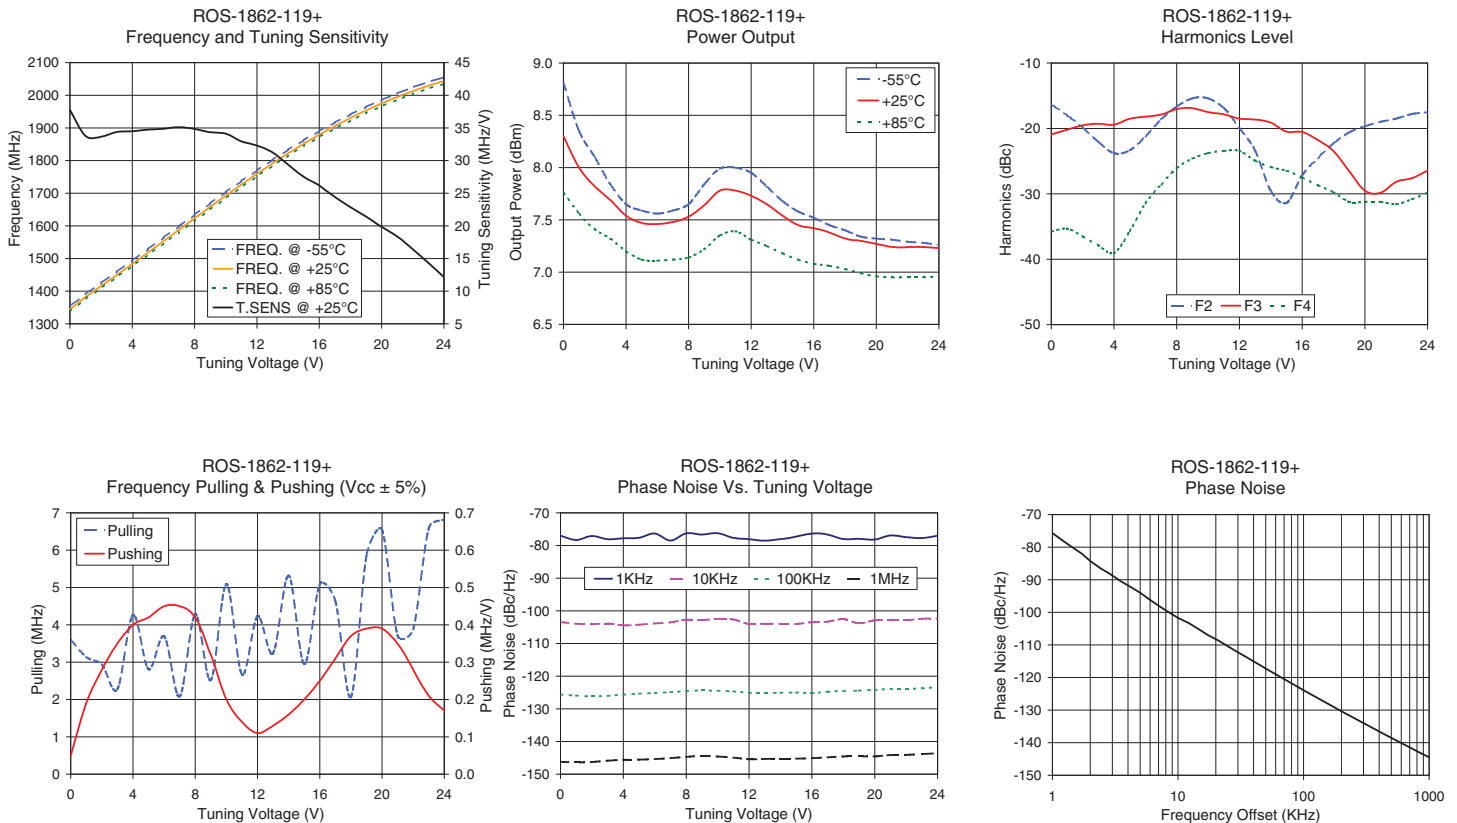 ROS-1862-119+
Frequency and Tuning Sensitivity
2100
2000
1900
1800
1700
1600
1500
1400
1300
45
40
35
30
25
20
15
10
5
Frequency (MHz)
Tuning Sensitivity (MHz/V)
FREQ. @ -55°C
FREQ. @ +25°C
FREQ. @ +85°C
T.SENS @ +25°C
0 4 8 12 16 20 24
Tuning Voltage (V)
ROS-1862-119+
Power Output
9.0
8.5
8.0
7.5
7.0
6.5
Output Power (dBm)
-55°C
+25°C
+85°C
0 4 8 12 16 20 24
Tuning Voltage (V)
ROS-1862-119+
Harmonics Level
-10
-20
-30
-40
-50
Harmonics (dBc)
F2 F3 F4
0 4 8 12 16 20 24
Tuning Voltage (V)
ROS-1862-119+
Frequency Pulling & Pushing (Vcc ± 5%)
7
6
5
4
3
2
1
0
0.7
0.6
0.5
0.4
0.3
0.2
0.1
0.0
Pulling (MHz)
Pushing (MHz/V)
Pulling
Pushing
0 4 8 12 16 20 24
Tuning Voltage (V)
ROS-1862-119+
Phase Noise Vs. Tuning Voltage
-70
-80
-90
-100
-110
-120
-130
-140
-150
Phase Noise (dBc/Hz)
1KHz 10KHz 100KHz 1MHz
0 4 8 12 16 20 24
Tuning Voltage (V)
ROS-1862-119+
Phase Noise
-70
-80
-90
-100
-110
-120
-130
-140
-150
Phase Noise (dBc/Hz)
1 10 100 1000
Frequency Offset (KHz)